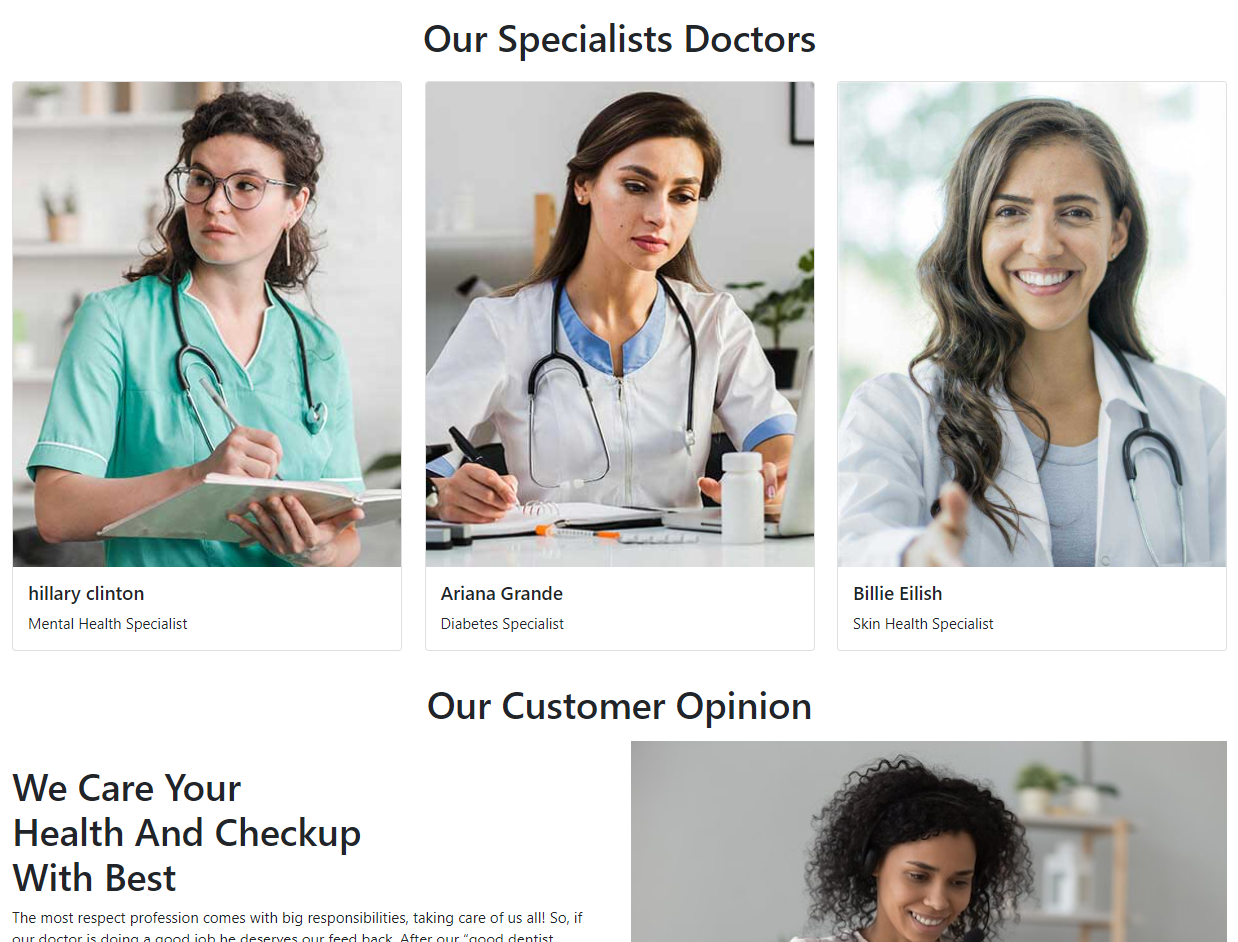 Our Specialists Doctors
hillary clinton
Mental Health Specialist
Ariana Grande
Diabetes Specialist
Billie Eilish
Skin Health Specialist
Our Customer Opinion
We Care Your
Health And Checkup
With Best
The most respect profession comes with big responsibilities, taking care of us all! So, if
our doctor is doing a good job he deserves our feed back. After our “good dentist